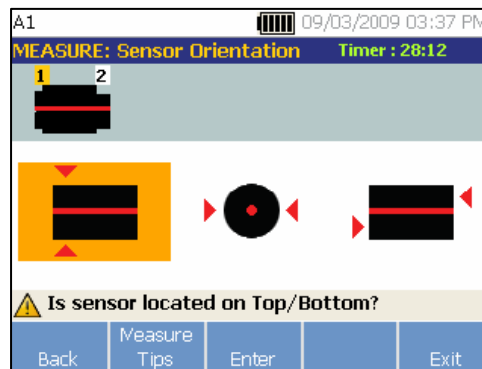 A1 09/03/2009 03:37 PM
MEASURE: Sensor Orientation Timer : 28:12
1 2
Is sensor located on Top/Bottom?
Measure
Back Tips Enter Exit